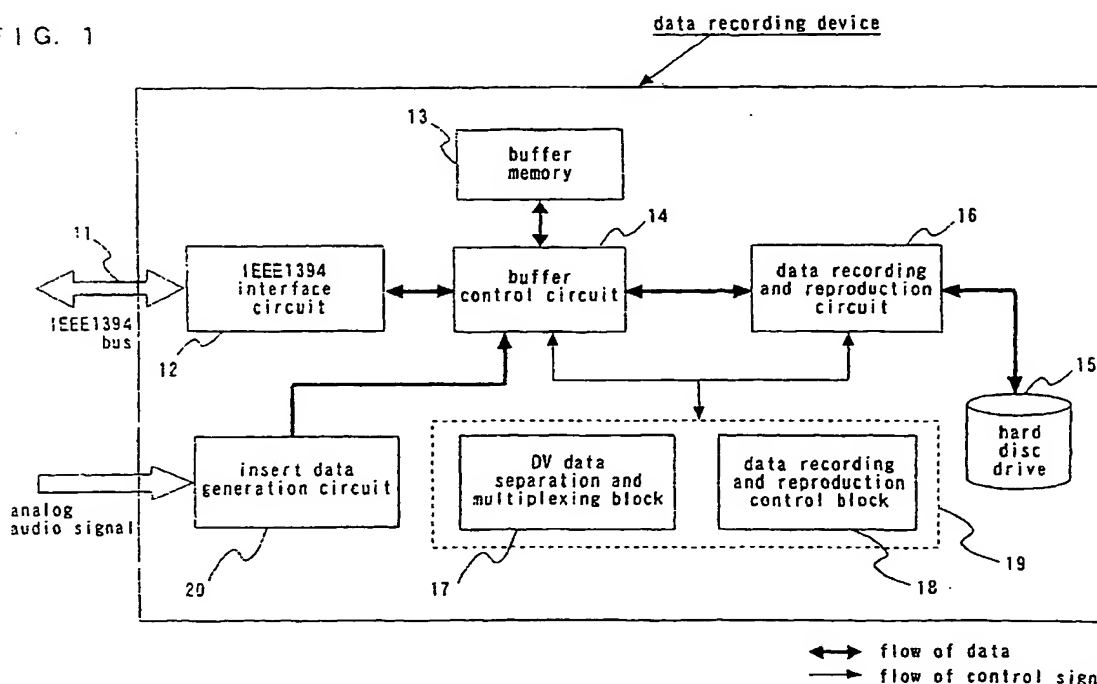 F I G. 1
data recording device
13
buffer
memory
11
14
16
IEEE1394
interface
circuit
buffer
control circuit
data recording
and reproduction
circuit
IEEE1394
bus
12
15
hard
disc
drive
insert data
generation circuit
DV data
separation and
multiplexing block
data recording
and reproduction
control block
analog
audio signal
20
17
18
19
flow of data
flow of control sign